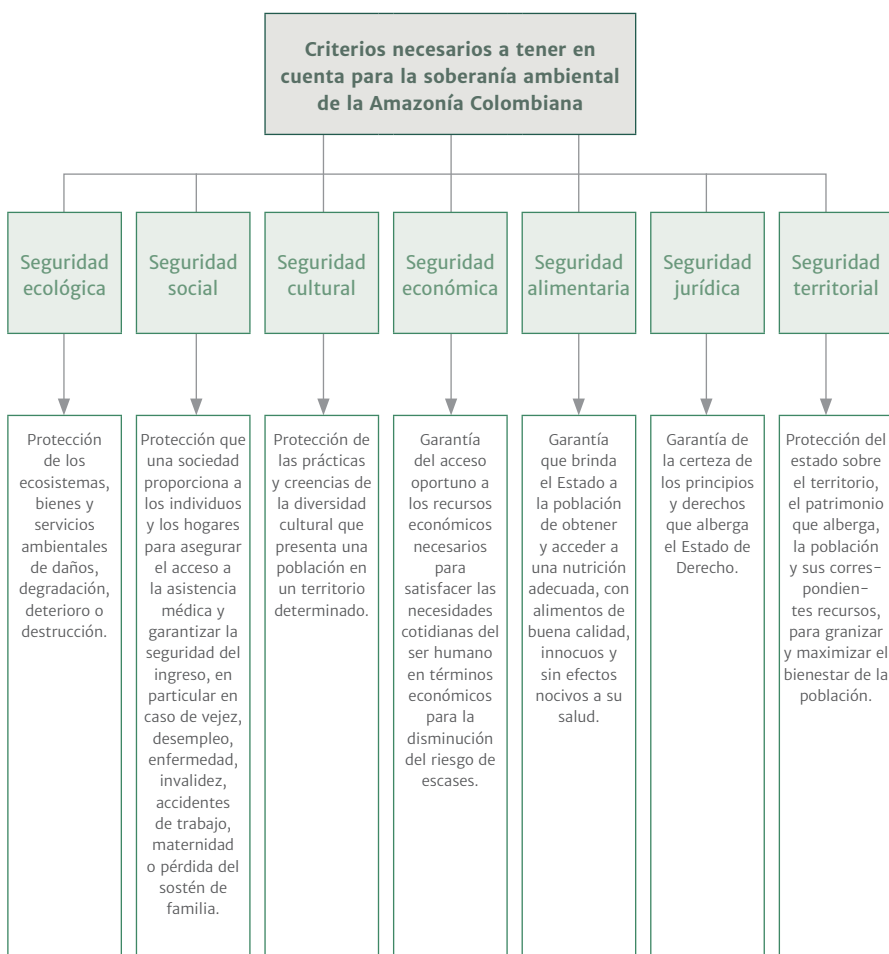 Criterios necesarios a tener en
cuenta para la soberanía ambiental
de la Amazonía Colombiana
Seguridad
ecológica
Seguridad
social
Seguridad
cultural
Seguridad
económica
Seguridad
alimentaria
Seguridad
jurídica
Seguridad
territorial
Protección
de los
ecosistemas,
bienes y
servicios
ambientales
de daños,
degradación,
deterioro o
destrucción.
Protección que
una sociedad
proporciona a
los individuos
y los hogares
para asegurar
el acceso a
la asistencia
médica y
garantizar la
seguridad del
ingreso, en
particular en
caso de vejez,
desempleo,
enfermedad,
invalidez,
accidentes
de trabajo,
maternidad
o pérdida del
sostén de
familia.
Protección de
las prácticas
y creencias de
la diversidad
cultural que
presenta una
población en
un territorio
determinado.
Garantía
del acceso
oportuno a
los recursos
económicos
necesarios
para
satisfacer las
necesidades
cotidianas del
ser humano
en términos
económicos
para la
disminución
del riesgo de
escases.
Garantía
que brinda
el Estado a
la población
de obtener
y acceder a
una nutrición
adecuada, con
alimentos de
buena calidad,
innocuos y
sin efectos
nocivos a su
salud.
Garantía de
la certeza de
los principios
y derechos
que alberga
el Estado de
Derecho.
Protección del
estado sobre
el territorio,
el patrimonio
que alberga,
la población
y sus corres-
pondien-
tes recursos,
para granizar
y maximizar el
bienestar de la
población.